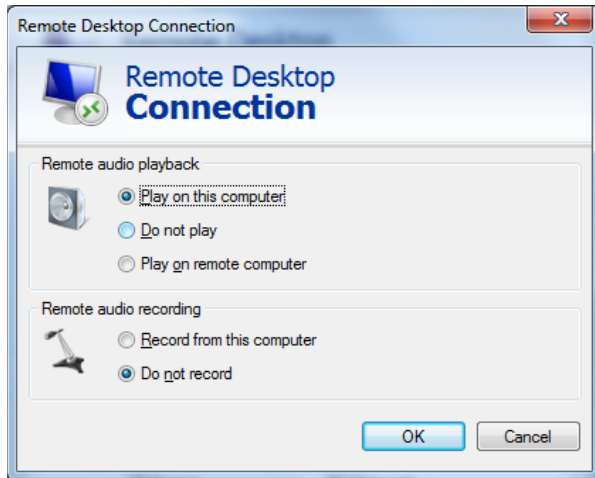 Remote Desktop Connection
Remote Desktop
Connection
Remote audio playback
Play on this computer
Do not play
Play on remote computer
Remote audio recording
Record from this computer
Do not record
OK
Cancel